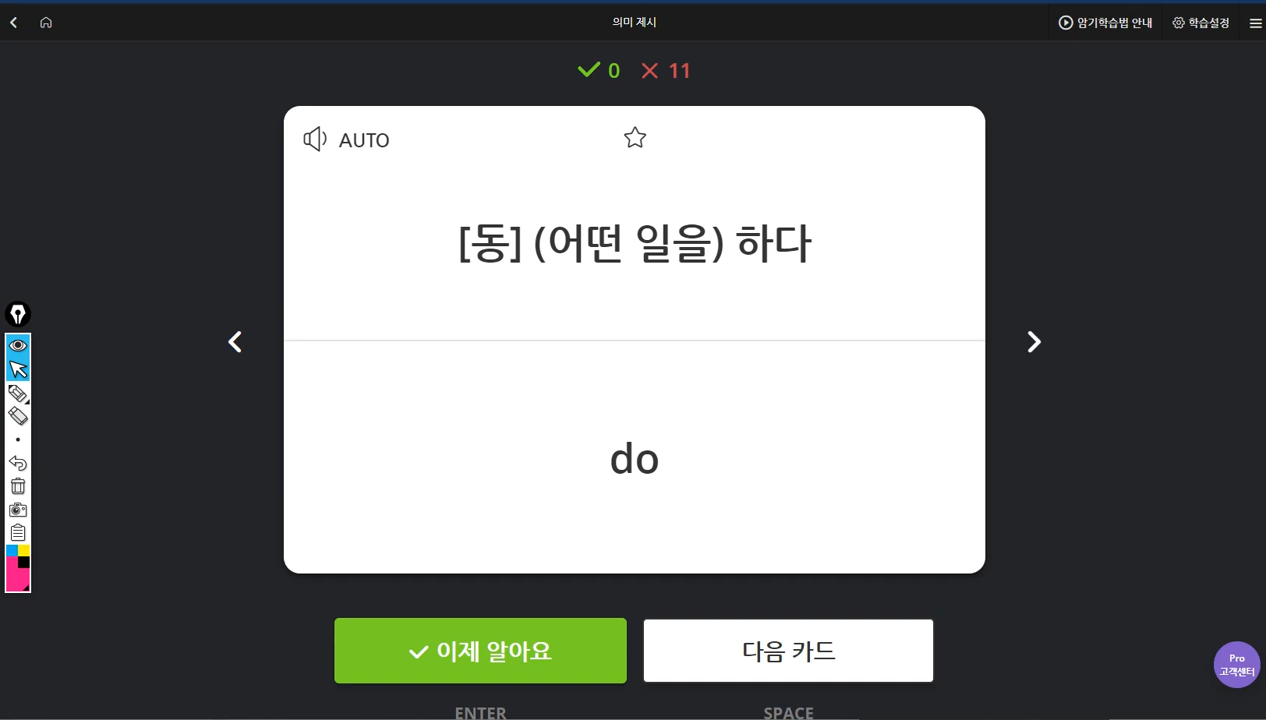 의미 제시
암기학습법 안내
학습설정
0
11
AUTO
[동] (어떤 일을) 하다
do
이제 알아요
다음 카드
Pro
고객센터
ENTER
SPACE